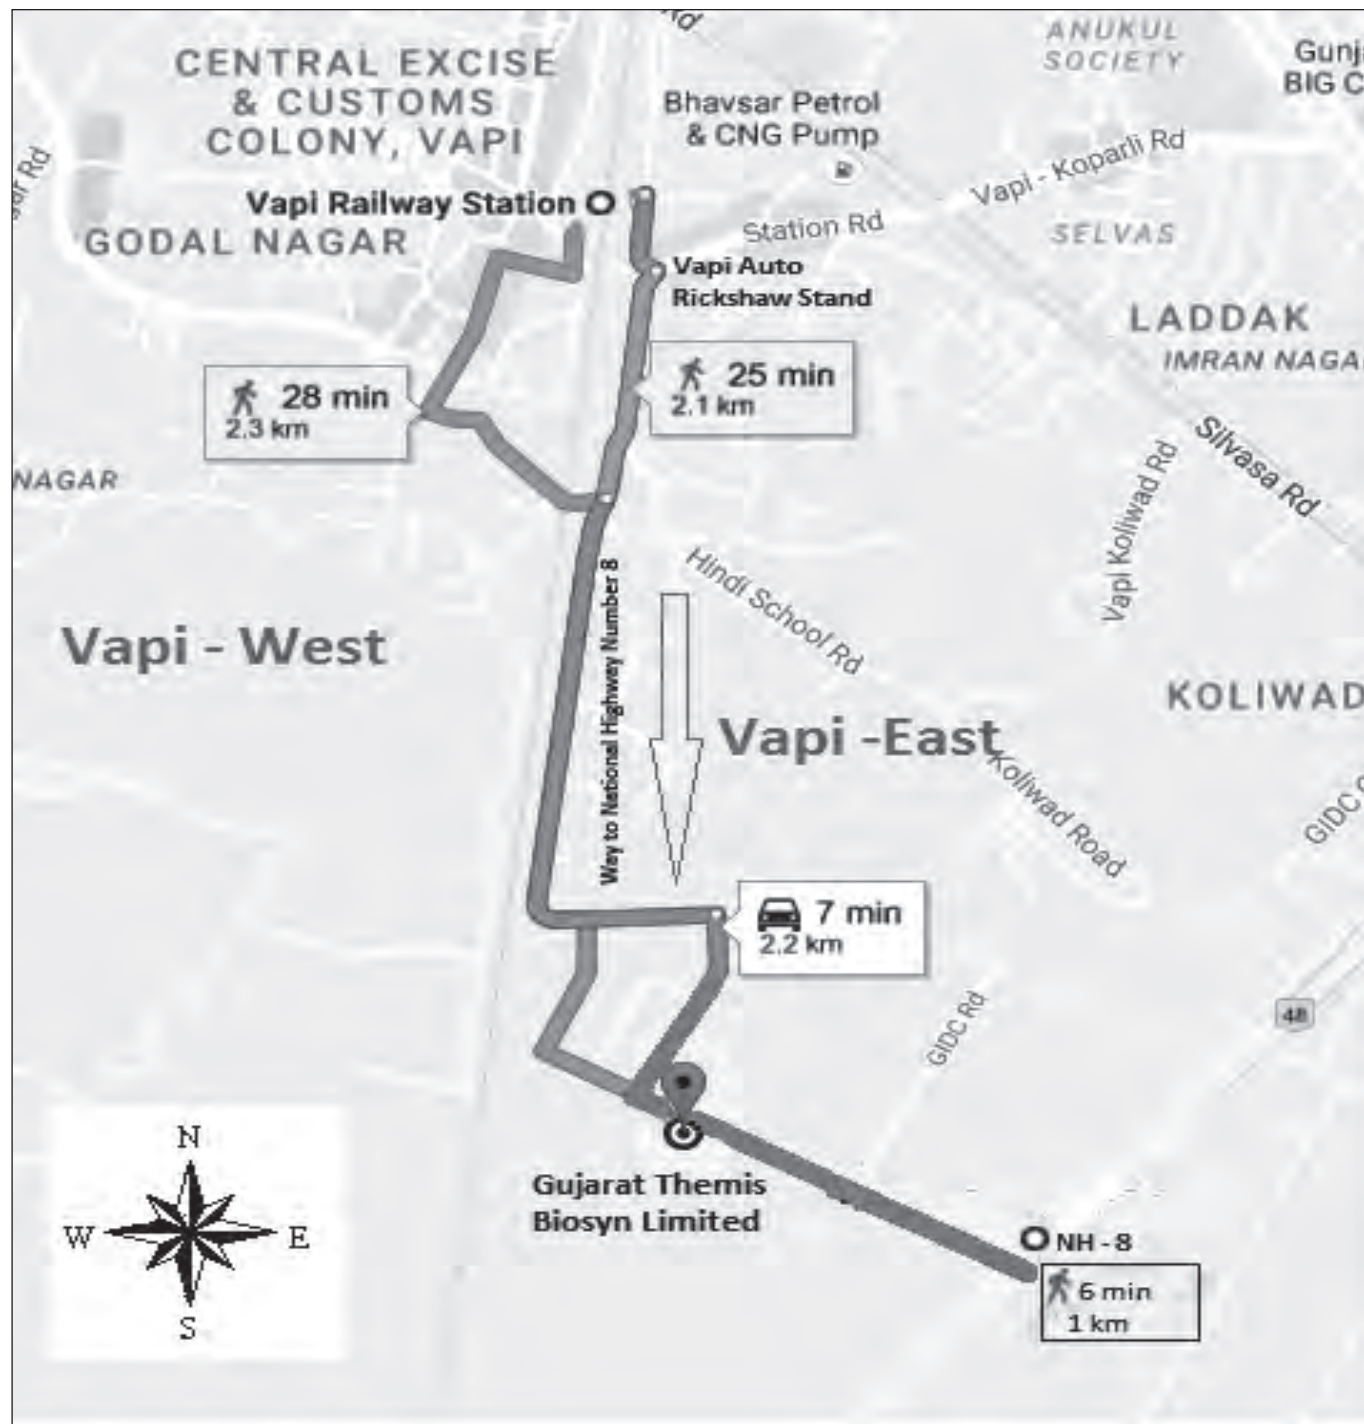 Rd
ANUKUL
SOCIETY
CENTRAL EXCISE
& CUSTOMS
COLONY, VAPI
Bhavsar Petrol
& CNG Pump
BIG C
Vapi - Koparli Rd
Rd
Vapi Railway Station
GODAL NAGAR
Station Rd
SELVAS
Vapi Auto
Rickshaw Stand
LADDAK
IMRAN NAGA
28 min
2.3 km
25 min
2.1 km
Silvasa Rd
NAGAR
Vapi Koliwad Rd
Hindi School Rd
Way to National Highway Number 8
Vapi - West
KOLIWAD
Vapi -East
Koliwad Road
GIDC
7 min
2.2 km
GIDC Rd
48
N
W E
S
Gujarat Themis
Biosyn Limited
NH - 8
6 min
1 km